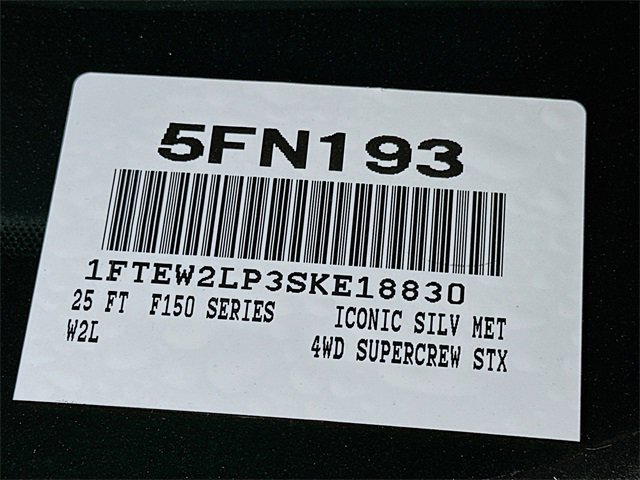 5FN193
1FTEW2LP3SKE18830
25 FT F150 SERIES ICONIC SILV MET
W2L 4WD SUPERCREW STX